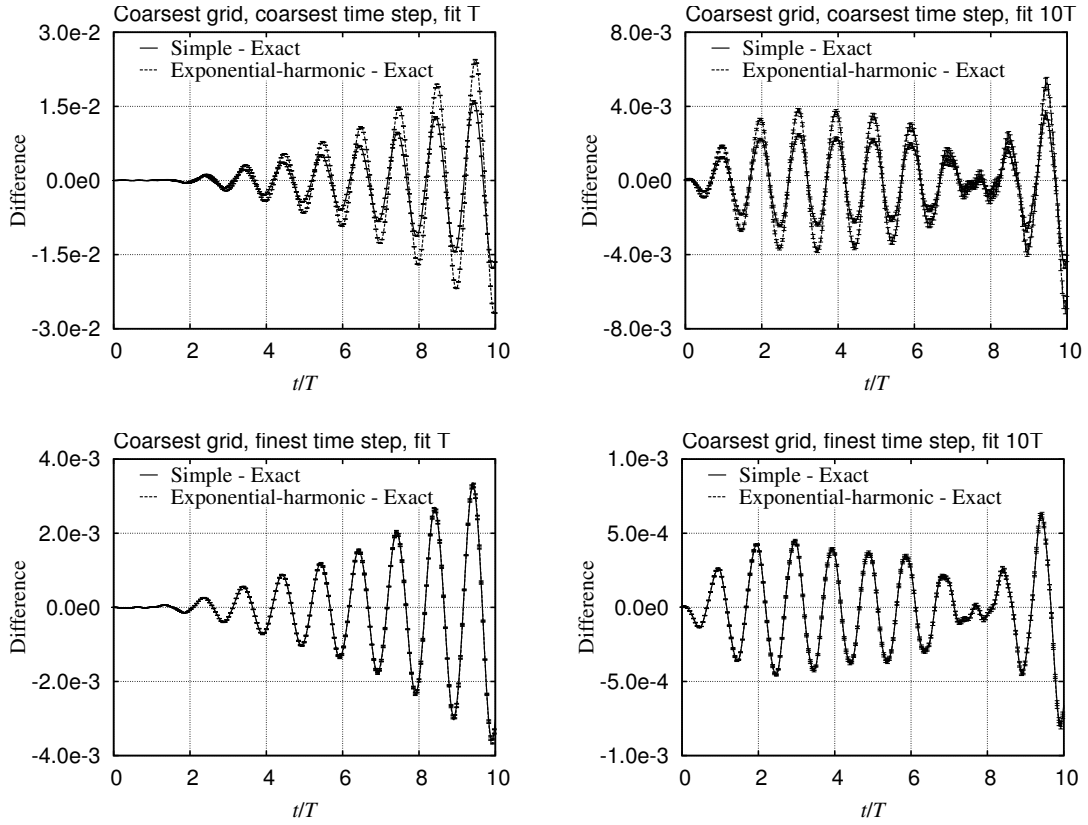 Coarsest grid, coarsest time step, fit T
3.0e-2
1.5e-2
0.0e0
-1.5e-2
-3.0e-2
Difference
Simple - Exact
Exponential-harmonic - Exact
0 2 4 6 8 10
t/T
Coarsest grid, coarsest time step, fit 10T
8.0e-3
4.0e-3
0.0e0
-4.0e-3
-8.0e-3
Difference
Simple - Exact
Exponential-harmonic - Exact
0 2 4 6 8 10
t/T
Coarsest grid, finest time step, fit T
4.0e-3
2.0e-3
0.0e0
-2.0e-3
-4.0e-3
Difference
Simple - Exact
Exponential-harmonic - Exact
0 2 4 6 8 10
t/T
Coarsest grid, finest time step, fit 10T
1.0e-3
5.0e-4
0.0e0
-5.0e-4
-1.0e-3
Difference
Simple - Exact
Exponential-harmonic - Exact
0 2 4 6 8 10
t/T